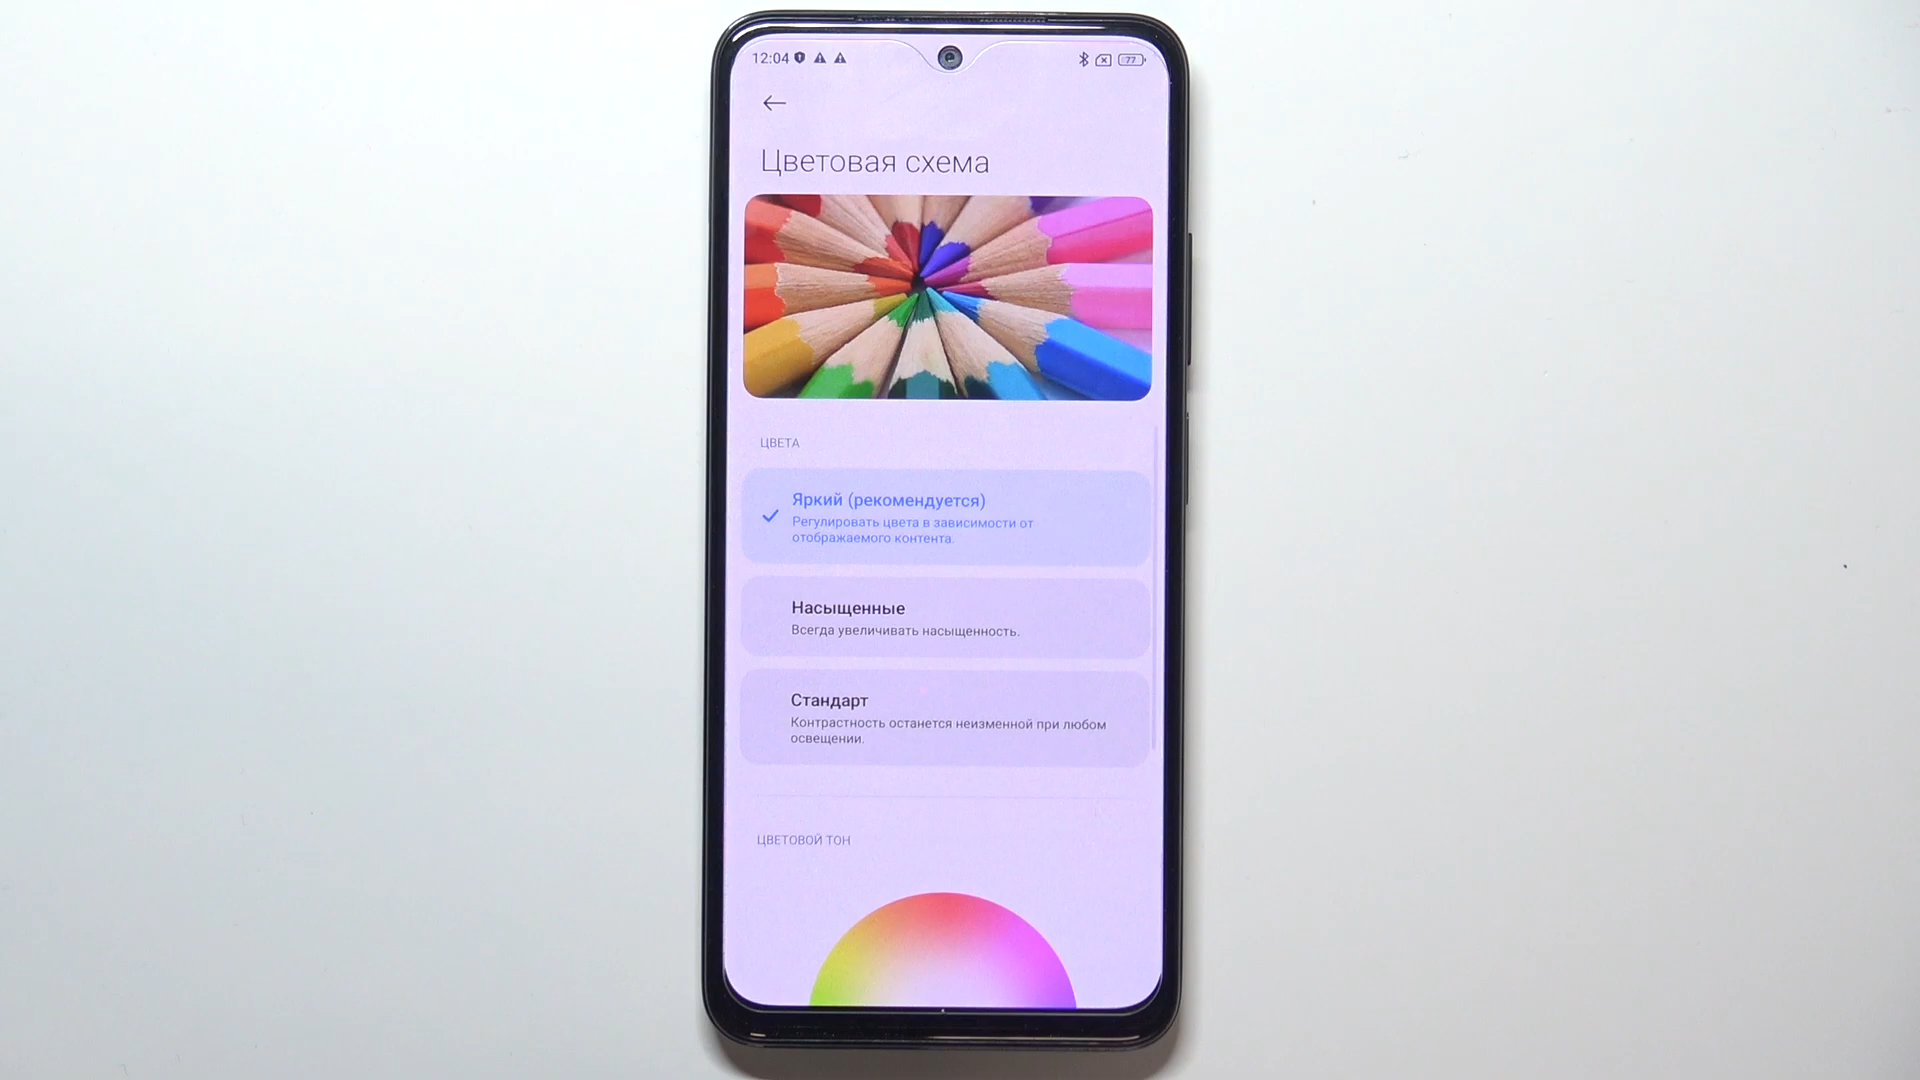 12:04
77
Цветовая схема
ЦВЕТА
Яркий (рекомендуется)
Регулировать цвета в зависимости от
отображаемого контента.
Насыщенные
Всегда увеличивать насыщенность.
Стандарт
Контрастность останется неизменной при любом
освещении.
ЦВЕТОВОЙ ТОН